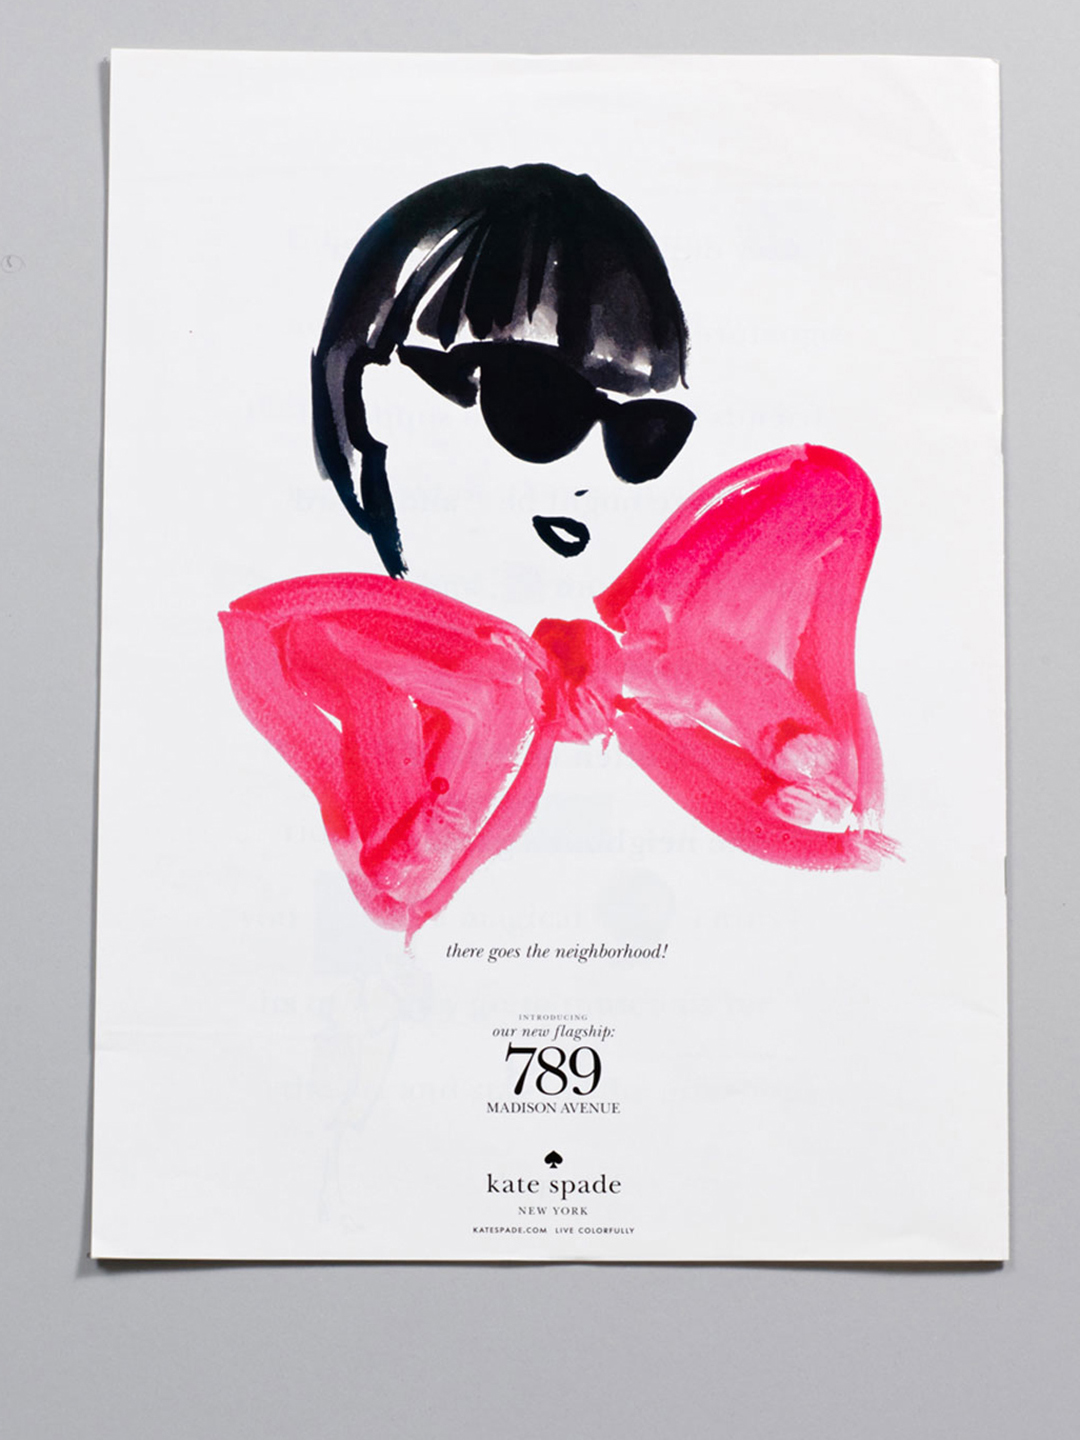 there goes the neighborhood!
INTRODUCING
our new flagship:
789
MADISON AVENUE
kate spade
NEW YORK
KATESPADE.COM LIVE COLORFULLY